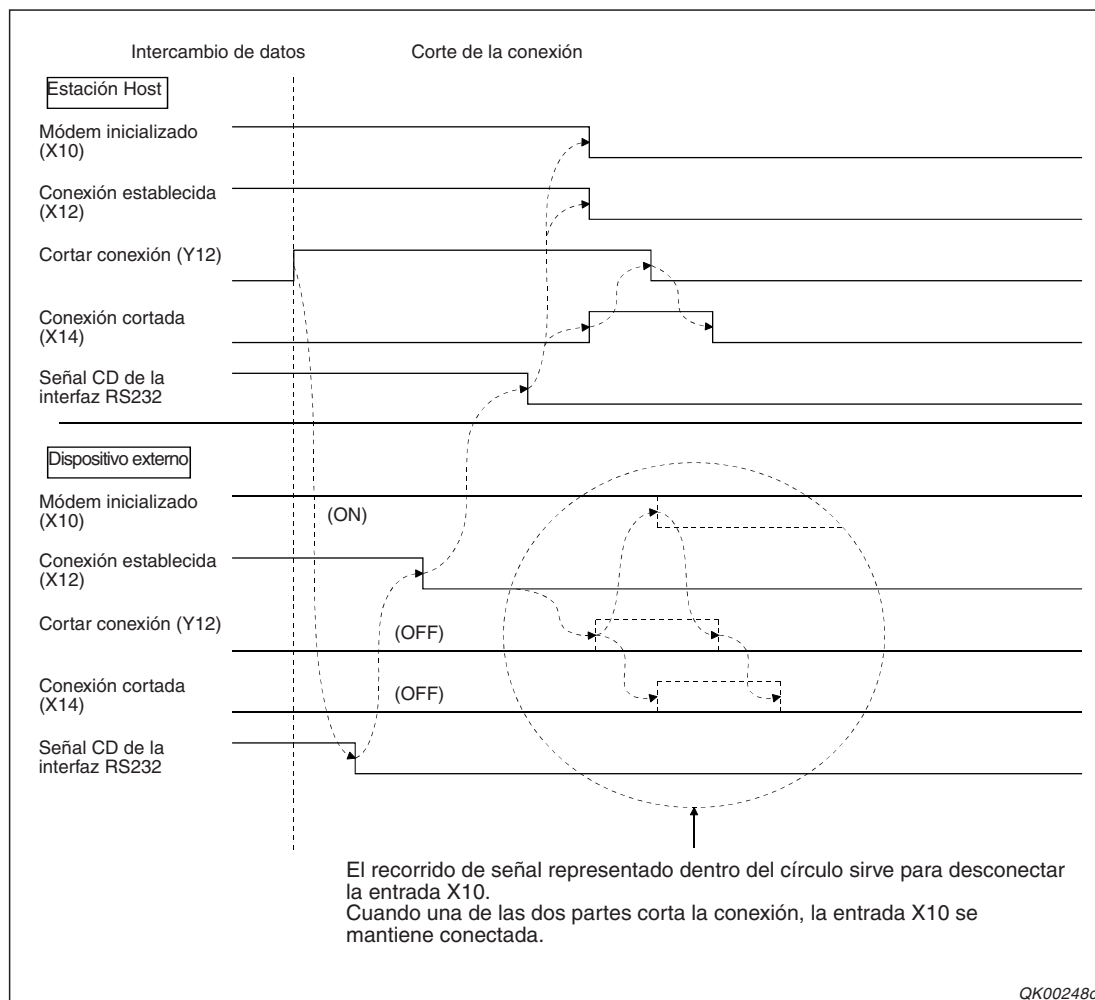 Intercambio de datos
Corte de la conexión
Estación Host
Módem inicializado
(X10)
Conexión establecida
(X12)
Cortar conexión (Y12)
Conexión cortada
(X14)
Señal CD de la
interfaz RS232
Dispositivo externo
Módem inicializado
(X10)
(ON)
Conexión establecida
(X12)
Cortar conexión (Y12)
(OFF)
Conexión cortada
(X14)
(OFF)
Señal CD de la
interfaz RS232
El recorrido de señal representado dentro del círculo sirve para desconectar
la entrada X10.
Cuando una de las dos partes corta la conexión, la entrada X10 se
mantiene conectada.
QK00248c